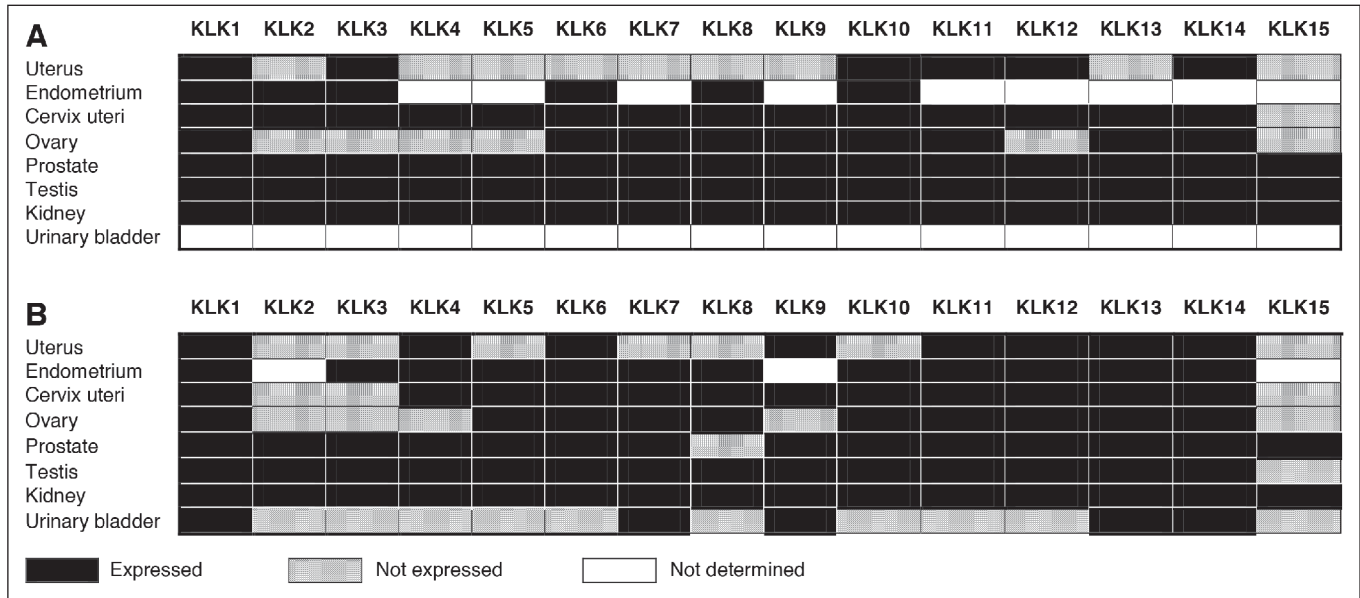 A KLK1 KLK2 KLK3 KLK4 KLK5 KLK6 KLK7 KLK8 KLK9 KLK10 KLK11 KLK12 KLK13 KLK14 KLK15
Uterus
Endometrium
Cervix uteri
Ovary
Prostate
Testis
Kidney
Urinary bladder
B KLK1 KLK2 KLK3 KLK4 KLK5 KLK6 KLK7 KLK8 KLK9 KLK10 KLK11 KLK12 KLK13 KLK14 KLK15
Uterus
Endometrium
Cervix uteri
Ovary
Prostate
Testis
Kidney
Urinary bladder
Expressed Not expressed Not determined